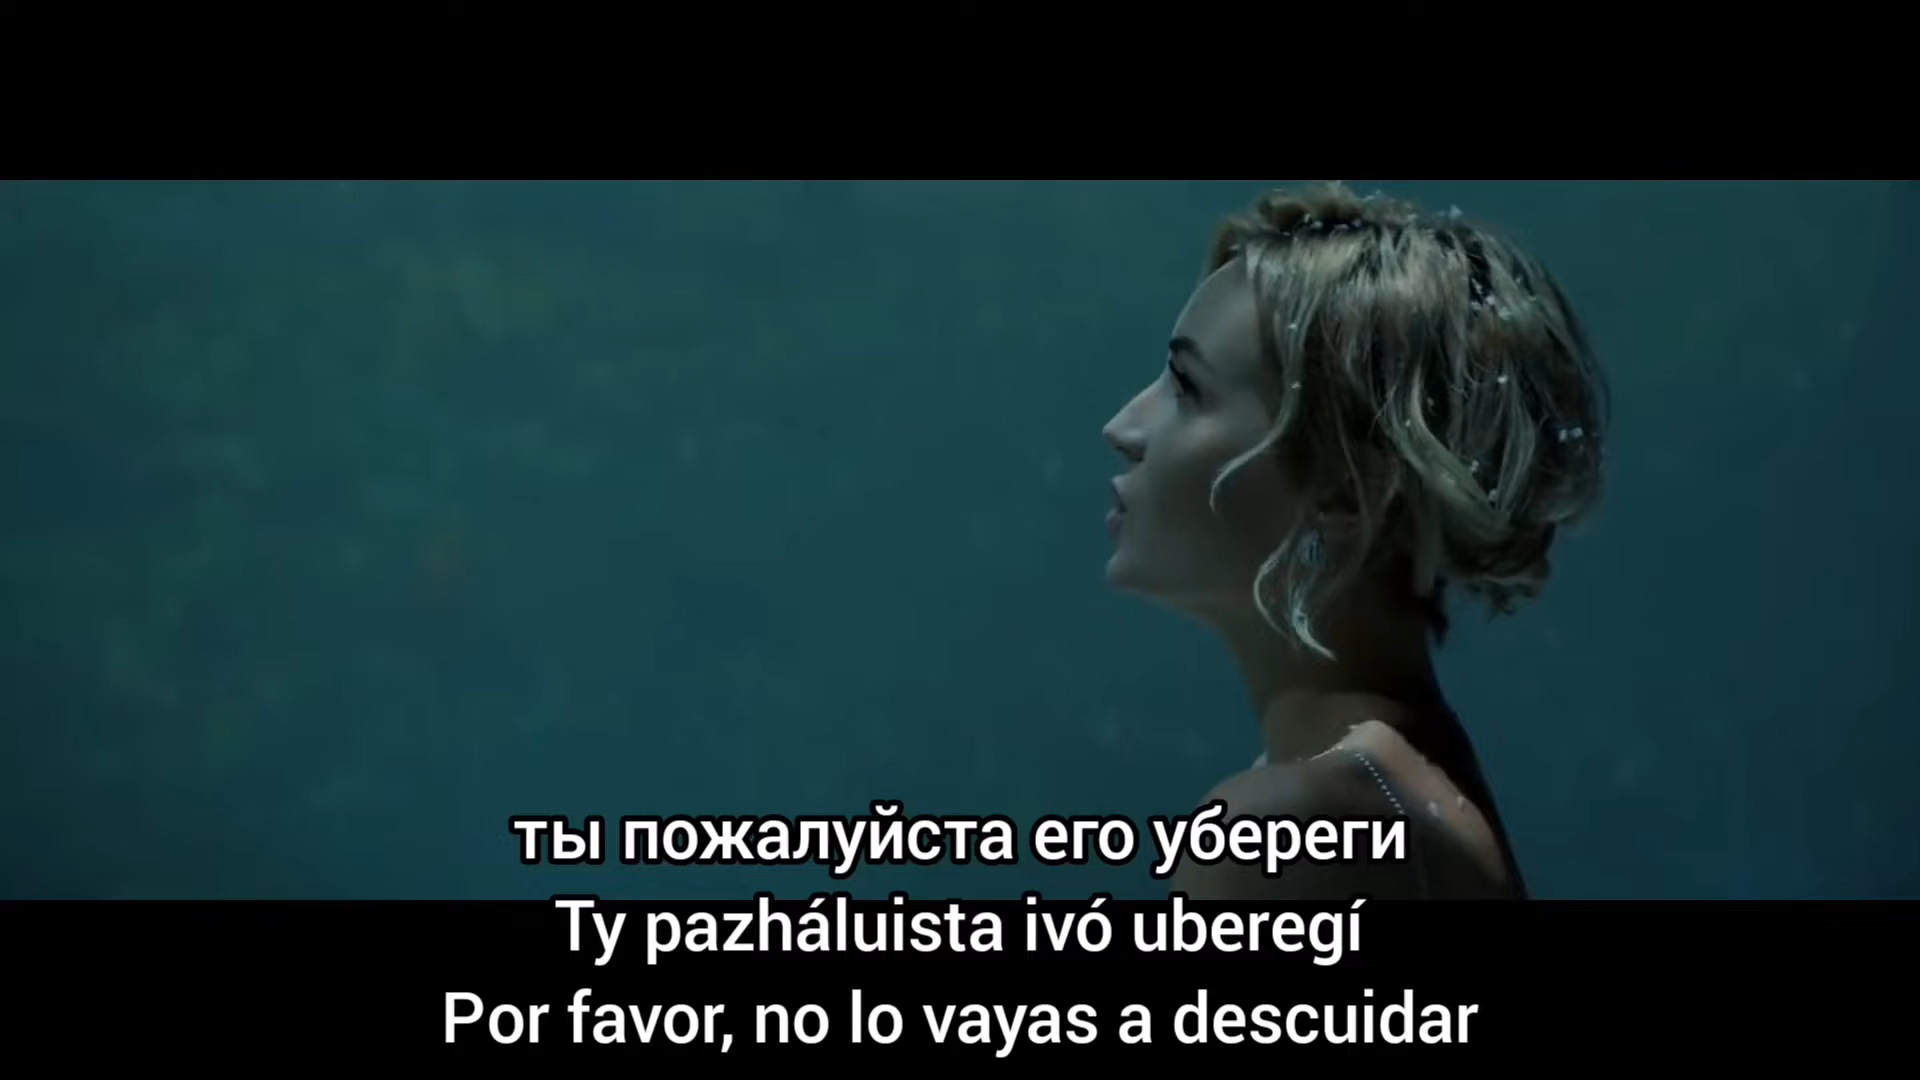 ты пожалуйста его убереги
Ty pazháluista ivó uberegí
Por favor, no lo vayas a descuidar